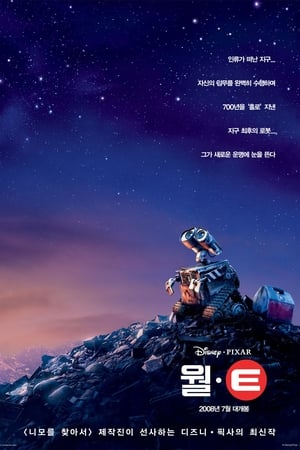 인류가 떠난 지구...
자신의 임무를 완벽히 수행하며
700년을 '홀로' 지낸
지구 최후의 로봇...,
그가 새로운 운명에 눈을 뜬다
Disney · PIXAR
월·E
2008년 7월 대개봉
<니모를 찾아서> 제작진이 선사하는 디즈니·픽사의 최신작